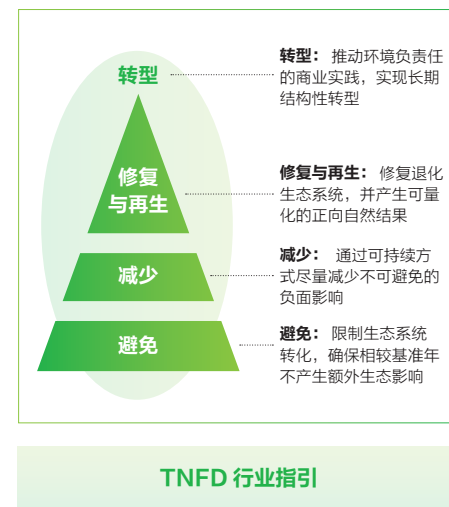 转型
转型： 推动环境负责任
的商业实践，实现长期
结构性转型
修复
与再生
修复与再生： 修复退化
生态系统，并产生可量
化的正向自然结果
减少
减少： 通过可持续方
式尽量减少不可避免的
负面影响
避免
避免： 限制生态系统
转化，确保相较基准年
不产生额外生态影响
TNFD 行业指引